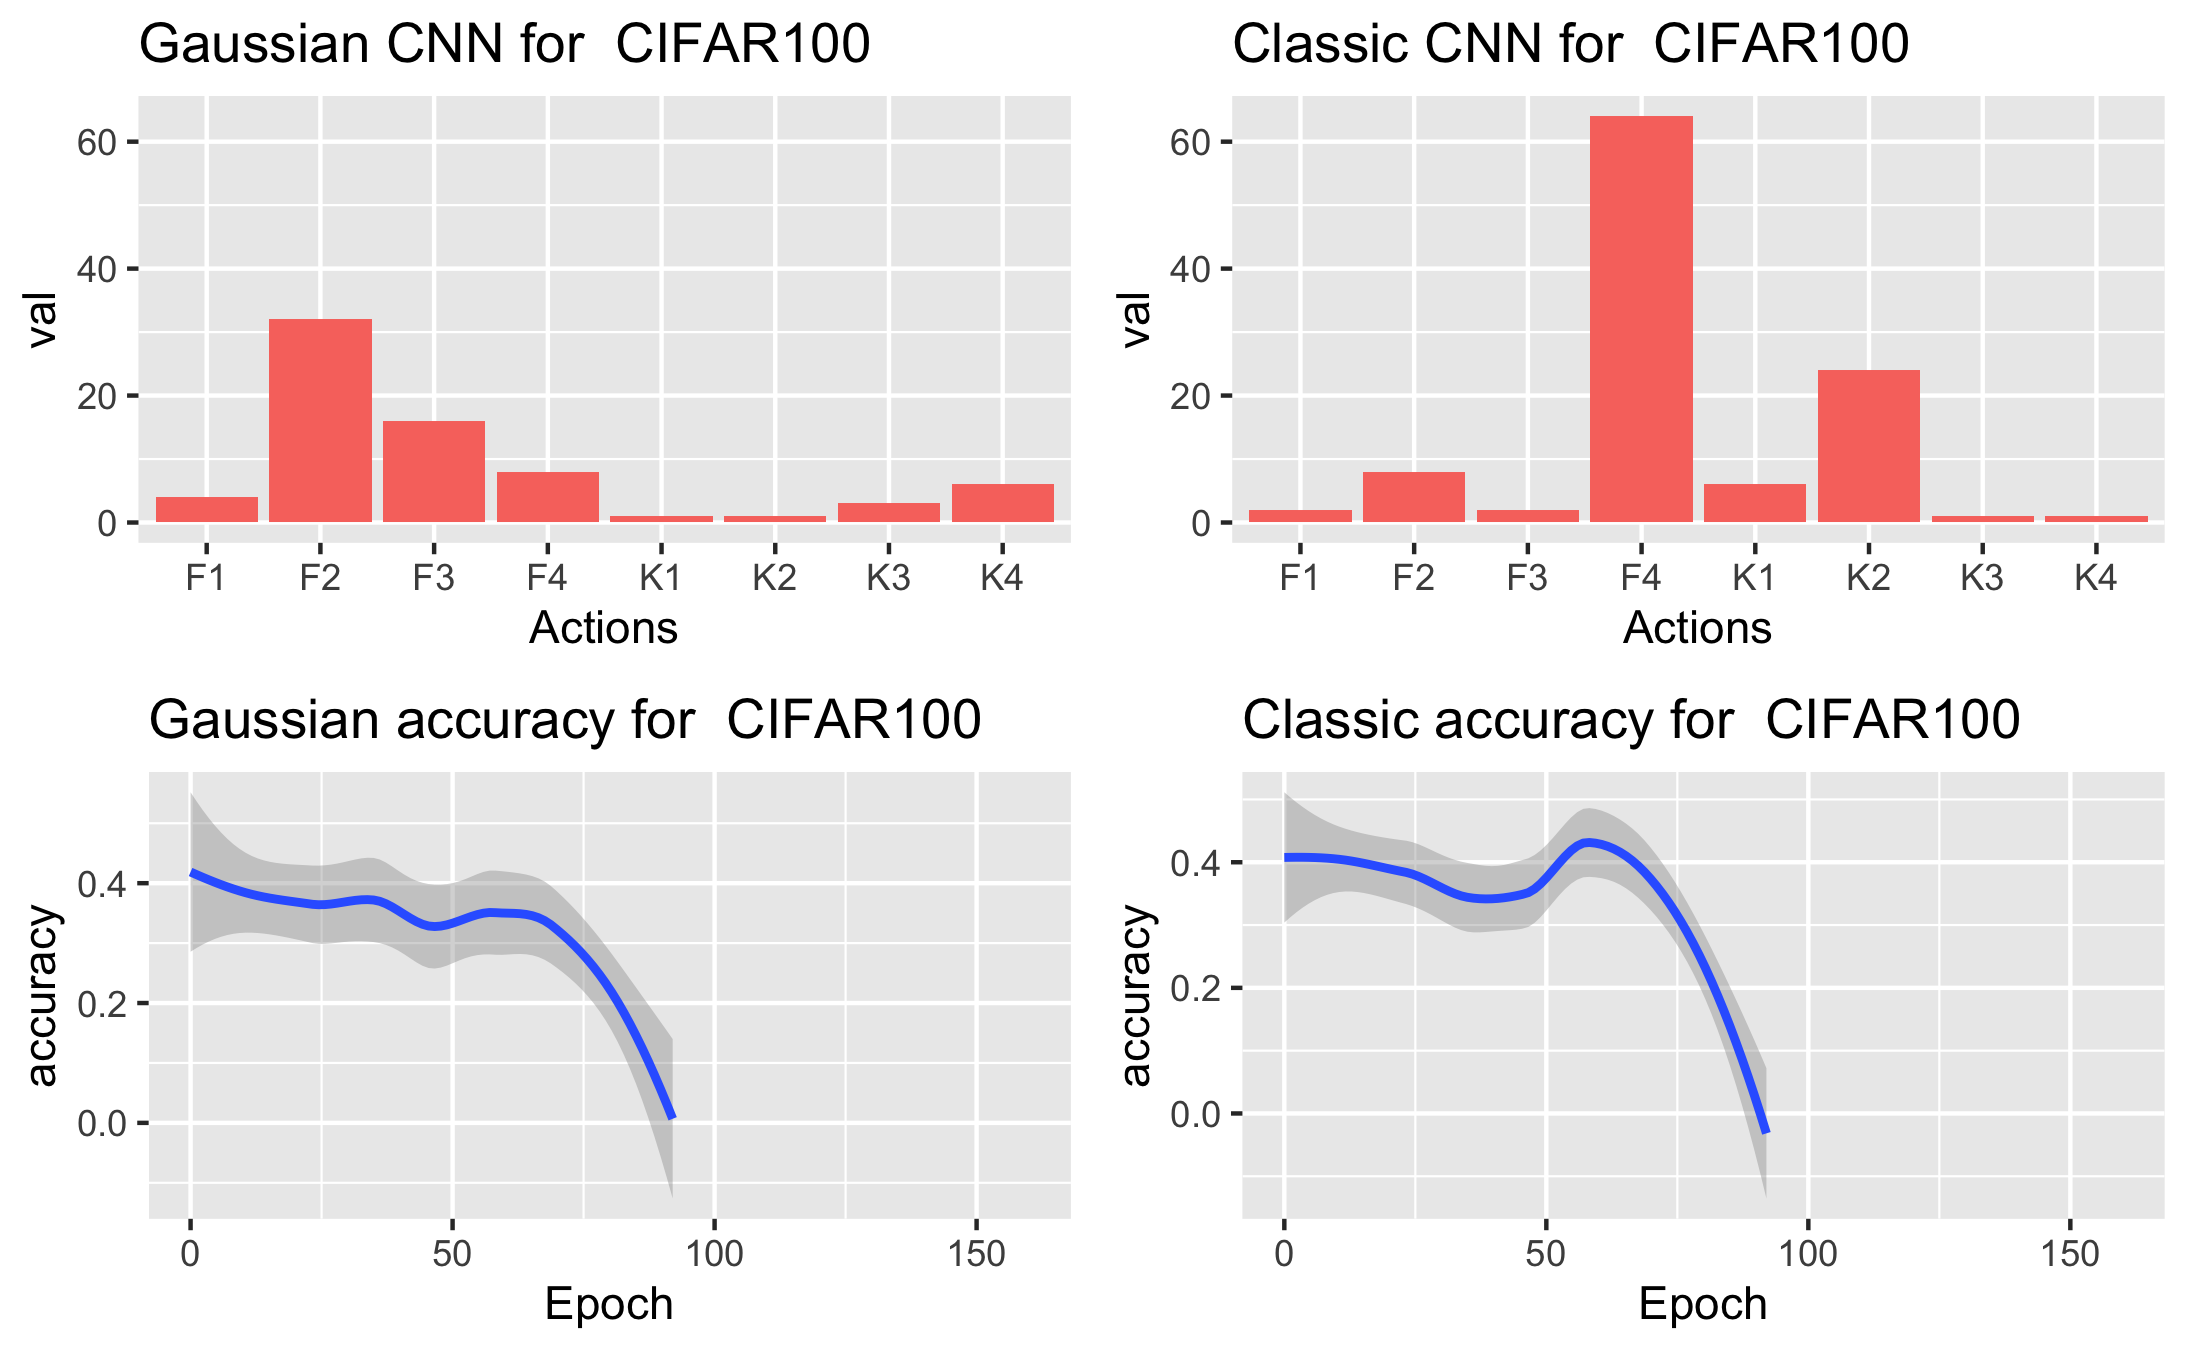 Gaussian CNN for  CIFAR100
60
40
20
0
val
F1 F2 F3 F4 K1 K2 K3 K4
Actions
Classic CNN for  CIFAR100
60
40
20
0
val
F1 F2 F3 F4 K1 K2 K3 K4
Actions
Gaussian accuracy for  CIFAR100
0.4
0.2
0.0
accuracy
0 50 100 150
Epoch
Classic accuracy for  CIFAR100
0.4
0.2
0.0
accuracy
0 50 100 150
Epoch